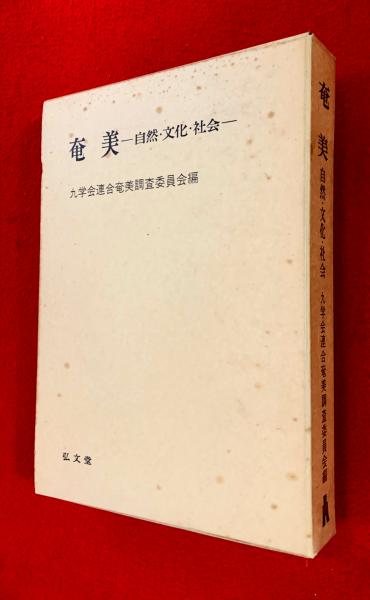 奄美—自然・文化・社会—
九学会連合奄美調査委員会編
弘文堂
奄美 自然・文化・社会 九学会連合奄美調査委員会編